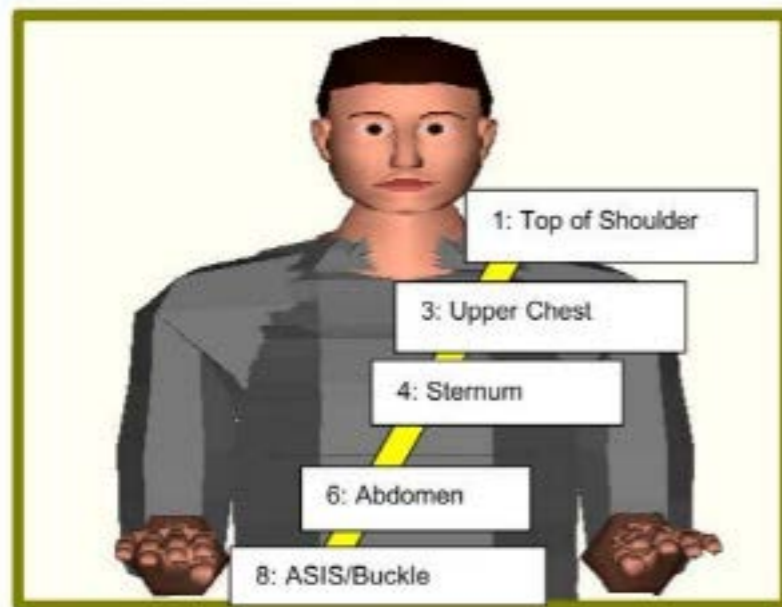 1: Top of Shoulder
3: Upper Chest
4: Sternum
6: Abdomen
8: ASIS/Buckle